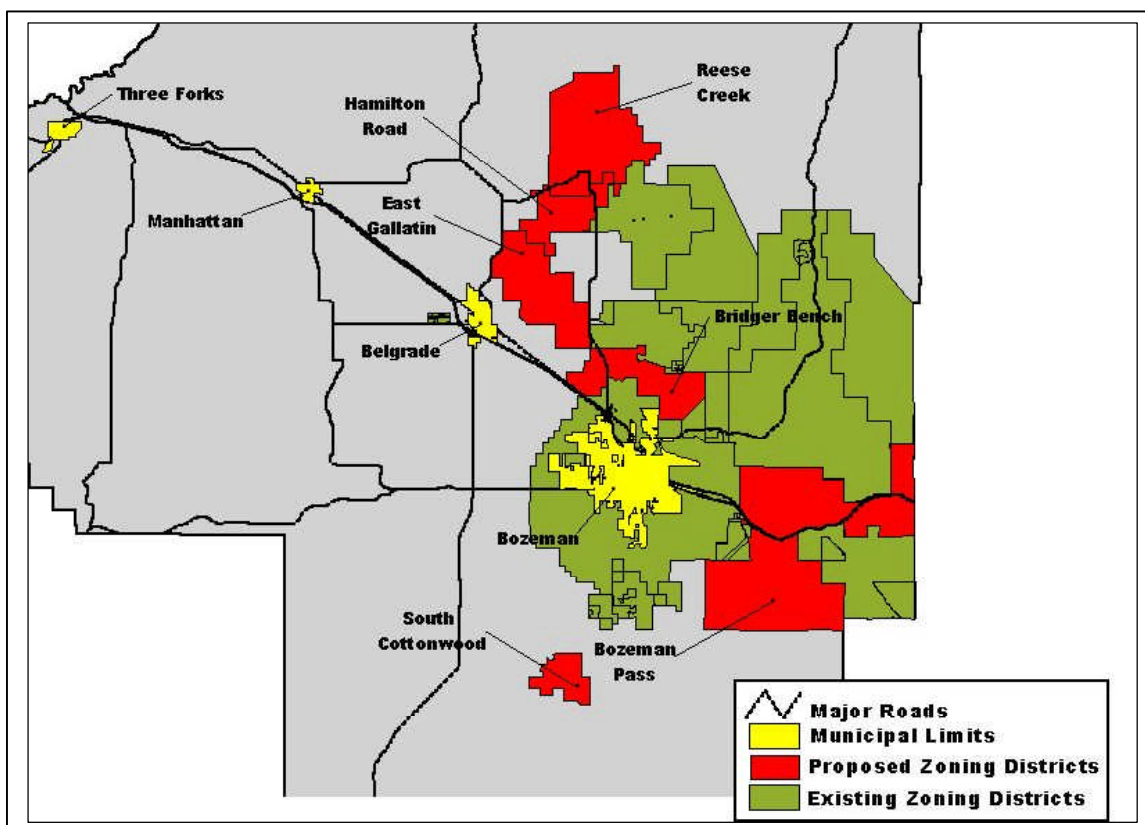 Three Forks
Hamilton
Road
Reese
Creek
Manhattan
East
Gallatin
Bridger Bench
Belgrade
Bozeman
South
Cottonwood
Bozeman
Pass
Major Roads
Municipal Limits
Proposed Zoning Districts
Existing Zoning Districts